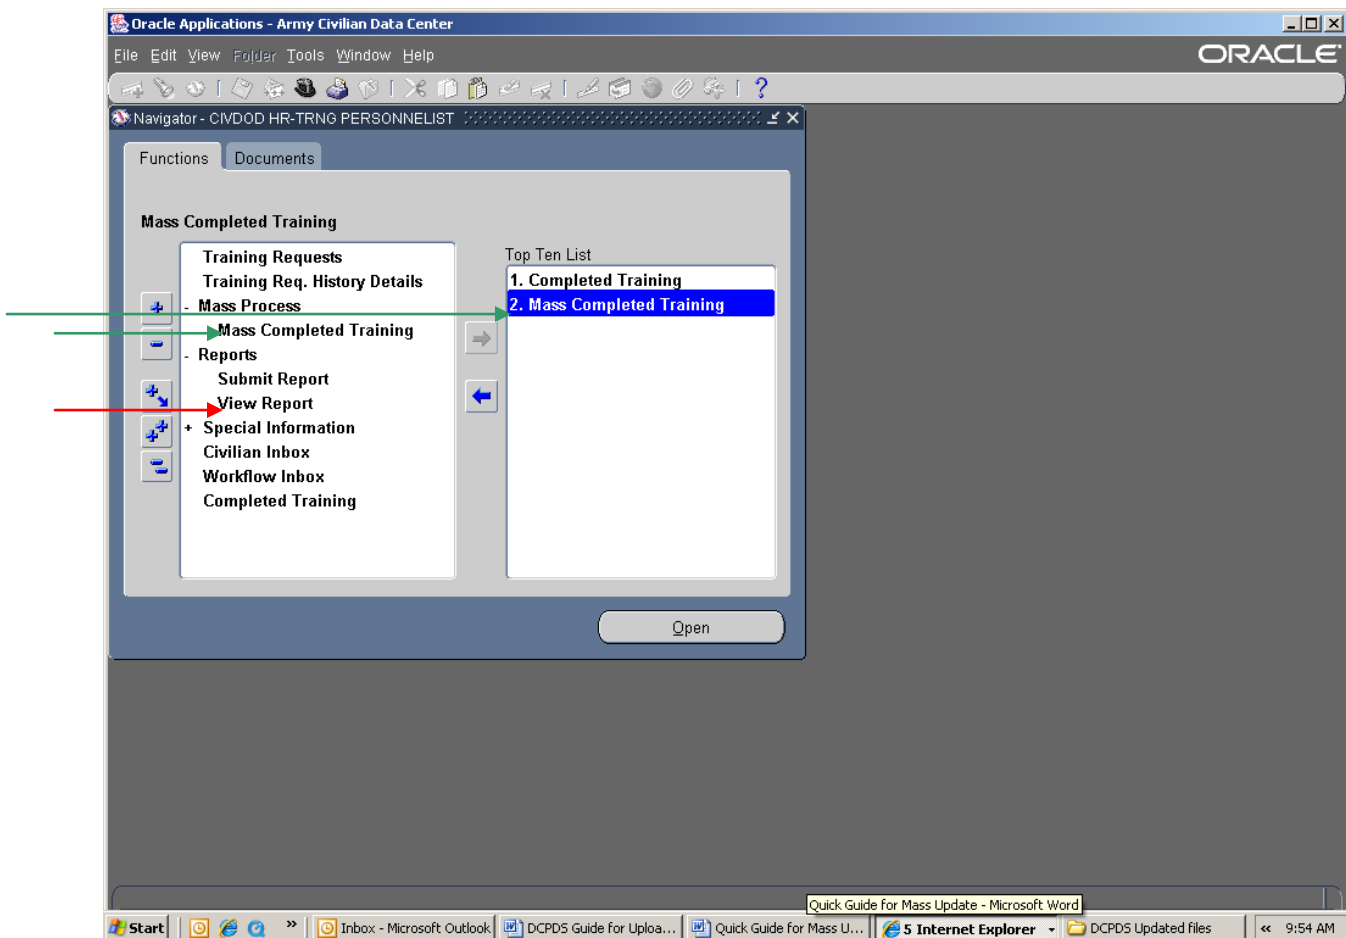 Oracle Applications - Army Civilian Data Center
File Edit View Folder Tools Window Help
ORACLE
Navigator - CIVDOD HR-TRNG PERSONNELIST
Functions
Documents
Mass Completed Training
Training Requests
Training Req. History Details
- Mass Process
Mass Completed Training
- Reports
Submit Report
View Report
+ Special Information
Civilian Inbox
Workflow Inbox
Completed Training
Top Ten List
1. Completed Training
2. Mass Completed Training
Open
Quick Guide for Mass Update - Microsoft Word
Start
»
Inbox - Microsoft Outlook
DCPDS Guide for Uploa...
Quick Guide for Mass U...
5 Internet Explorer
DCPDS Updated files
«
9:54 AM